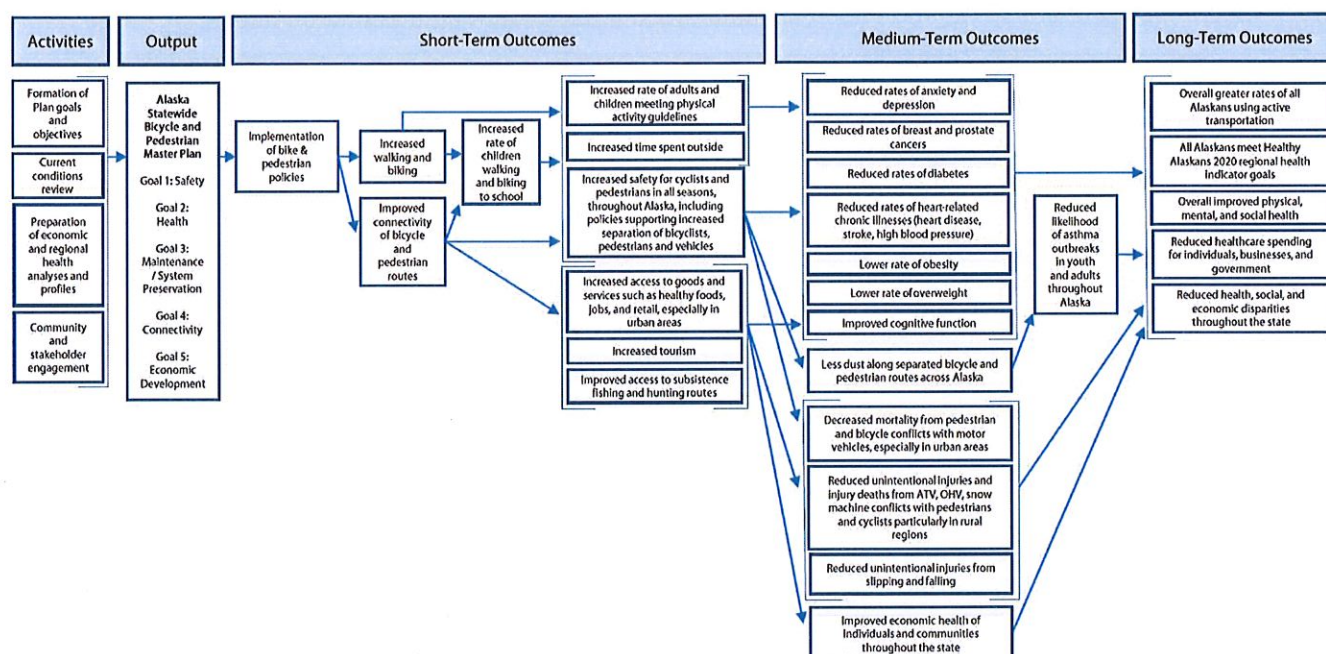 Activities
Output
Short-Term Outcomes
Medium-Term Outcomes
Long-Term Outcomes
Formation of
Plan goals
and
objectives
Current
conditions
review
Preparation
of economic
and regional
health
analyses and
profiles
Community
and
stakeholder
engagement
Alaska
Statewide
Bicycle and
Pedestrian
Master Plan
Goal 1: Safety
Goal 2:
Health
Goal 3:
Maintenance
/ System
Preservation
Goal 4:
Connectivity
Goal 5:
Economic
Development
Implementation
of bike &
pedestrian
policies
Increased
walking and
biking
Improved
connectivity
of bicycle
and
pedestrian
routes
Increased
rate of
children
walking
and biking
to school
Increased rate of adults and
children meeting physical
activity guidelines
Increased time spent outside
Increased safety for cyclists and
pedestrians in all seasons,
throughout Alaska, including
policies supporting increased
separation of bicyclists,
pedestrians and vehicles
Increased access to goods and
services such as healthy foods,
jobs, and retail, especially in
urban areas
Increased tourism
Improved access to subsistence
fishing and hunting routes
Reduced rates of anxiety and
depression
Reduced rates of breast and prostate
cancers
Reduced rates of diabetes
Reduced rates of heart-related
chronic illnesses (heart disease,
stroke, high blood pressure)
Lower rate of obesity
Lower rate of overweight
Improved cognitive function
Less dust along separated bicycle and
pedestrian routes across Alaska
Decreased mortality from pedestrian
and bicycle conflicts with motor
vehicles, especially in urban areas
Reduced unintentional injuries and
injury deaths from ATV, OHV, snow
machine conflicts with pedestrians
and cyclists particularly in rural
regions
Reduced unintentional injuries from
slipping and falling
Improved economic health of
individuals and communities
throughout the state
Reduced
likelihood
of asthma
outbreaks
in youth
and adults
throughout
Alaska
Overall greater rates of all
Alaskans using active
transportation
All Alaskans meet Healthy
Alaskans 2020 regional health
indicator goals
Overall improved physical,
mental, and social health
Reduced healthcare spending
for individuals, businesses, and
government
Reduced health, social, and
economic disparities
throughout the state